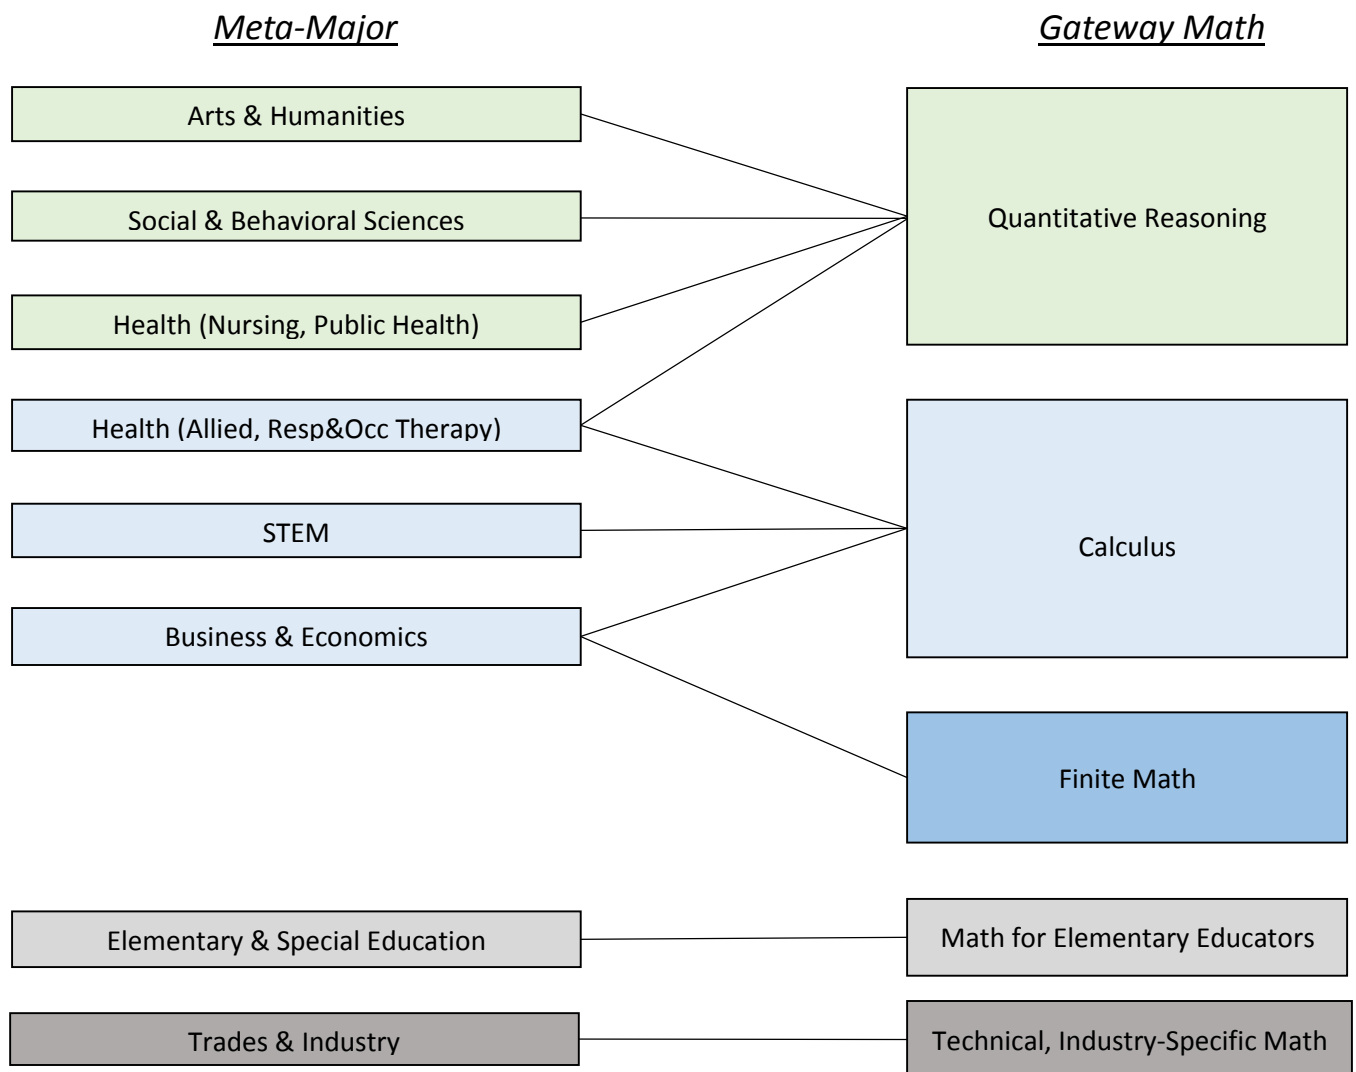 Meta-Major
Gateway Math
Arts & Humanities
Social & Behavioral Sciences
Health (Nursing, Public Health)
Health (Allied, Resp&Occ Therapy)
STEM
Business & Economics
Elementary & Special Education
Trades & Industry
Quantitative Reasoning
Calculus
Finite Math
Math for Elementary Educators
Technical, Industry-Specific Math